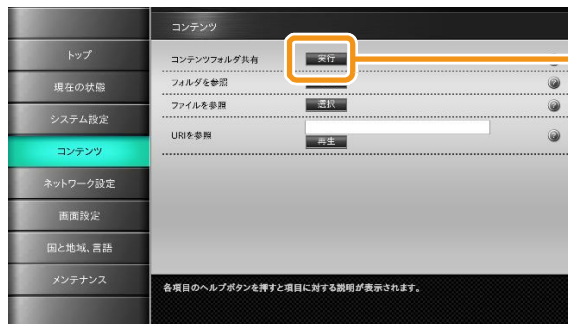 コンテンツ
トップ
現在の状態
システム設定
コンテンツ
ネットワーク設定
画面設定
国と地域、言語
メンテナンス
コンテンツフォルダ共有
実行
フォルダを参照
ファイルを参照
選択
URIを参照
再生
各項目のヘルプボタンを押すと項目に対する説明が表示されます。